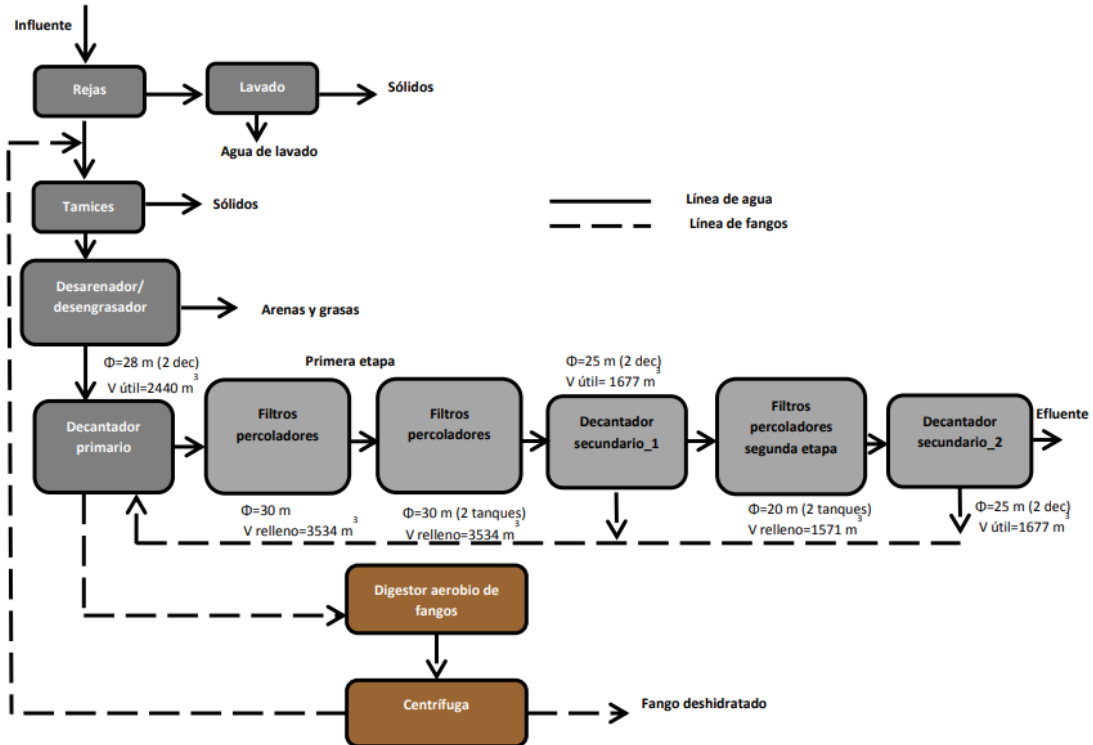 Influente
Rejas
Lavado
Sólidos
Agua de lavado
Tamices
Sólidos
Línea de agua
Línea de fangos
Desarenador/
desengrasador
Arenas y grasas
Φ=28 m (2 dec)
V útil=2440 m³
Primera etapa
Φ=25 m (2 dec)
V útil= 1677 m³
Decantador
primario
Filtros
percoladores
Filtros
percoladores
Decantador
secundario_1
Filtros
percoladores
segunda etapa
Decantador
secundario_2
Efluente
Φ=30 m
V relleno=3534 m³
Φ=30 m (2 tanques)
V relleno=3534 m³
Φ=20 m (2 tanques)
V relleno=1571 m³
Φ=25 m (2 dec)
V útil=1677 m³
Digestor aerobio de
fangos
Centrífuga
Fango deshidratado